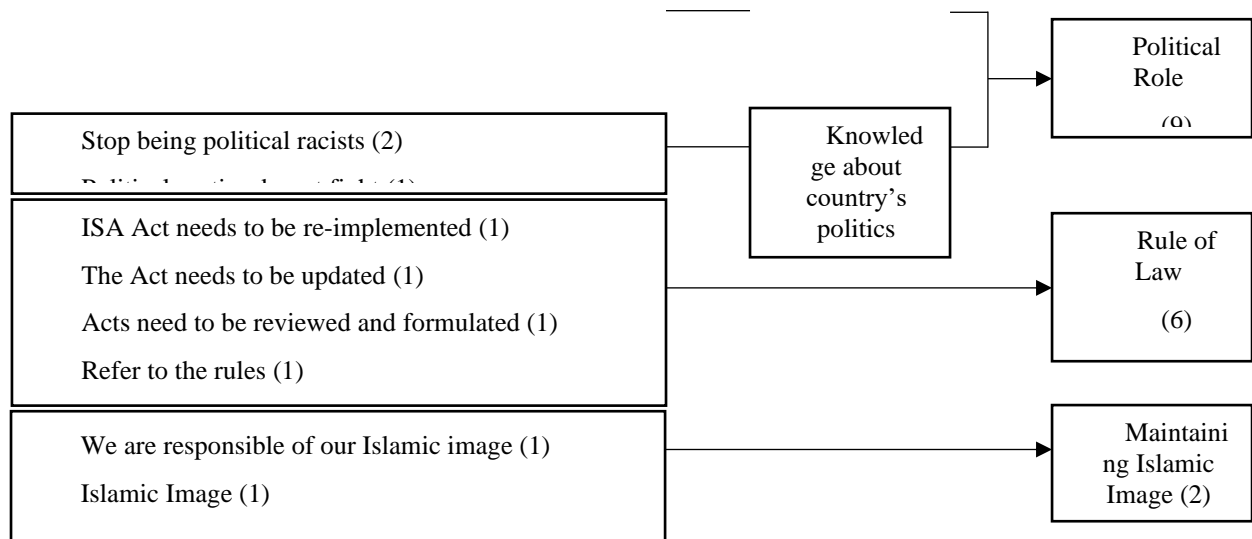 Stop being political racists (2)
ISA Act needs to be re-implemented (1)
The Act needs to be updated (1)
Acts need to be reviewed and formulated (1)
Refer to the rules (1)
We are responsible of our Islamic image (1)
Islamic Image (1)
Knowled
ge about
country’s
politics
Political
Role
(9)
Rule of
Law
(6)
Maintaini
ng Islamic
Image (2)